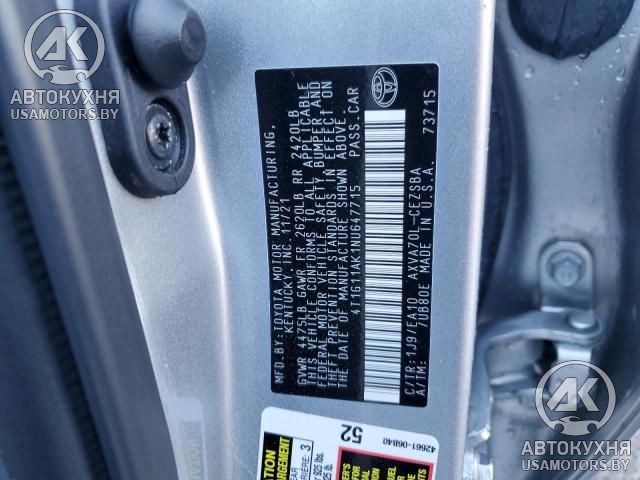 АВТОКУХНЯ
USAMOTORS.BY
MFD.BY:TOYOTA MOTOR MANUFACTURING,
KENTUCKY, INC. 11/21
GVWR 4475LB GAWR FR 2620LB RR 2420LB
THIS VEHICLE CONFORMS TO ALL APPLICABLE
FEDERAL MOTOR VEHICLE SAFETY, BUMPER, AND
THEFT PREVENTION STANDARDS IN EFFECT ON
THE DATE OF MANUFACTURE SHOWN ABOVE.
4T1G11AK1NU647715 PASS.CAR
C/TR:1J9/EA10 AXVA70L-CEZSBA
A/TM: 7UB80E M.IN U.S.A. 73715
TOYOTA
52
42661-06840
АВТОКУХНЯ
USAMOTORS.BY